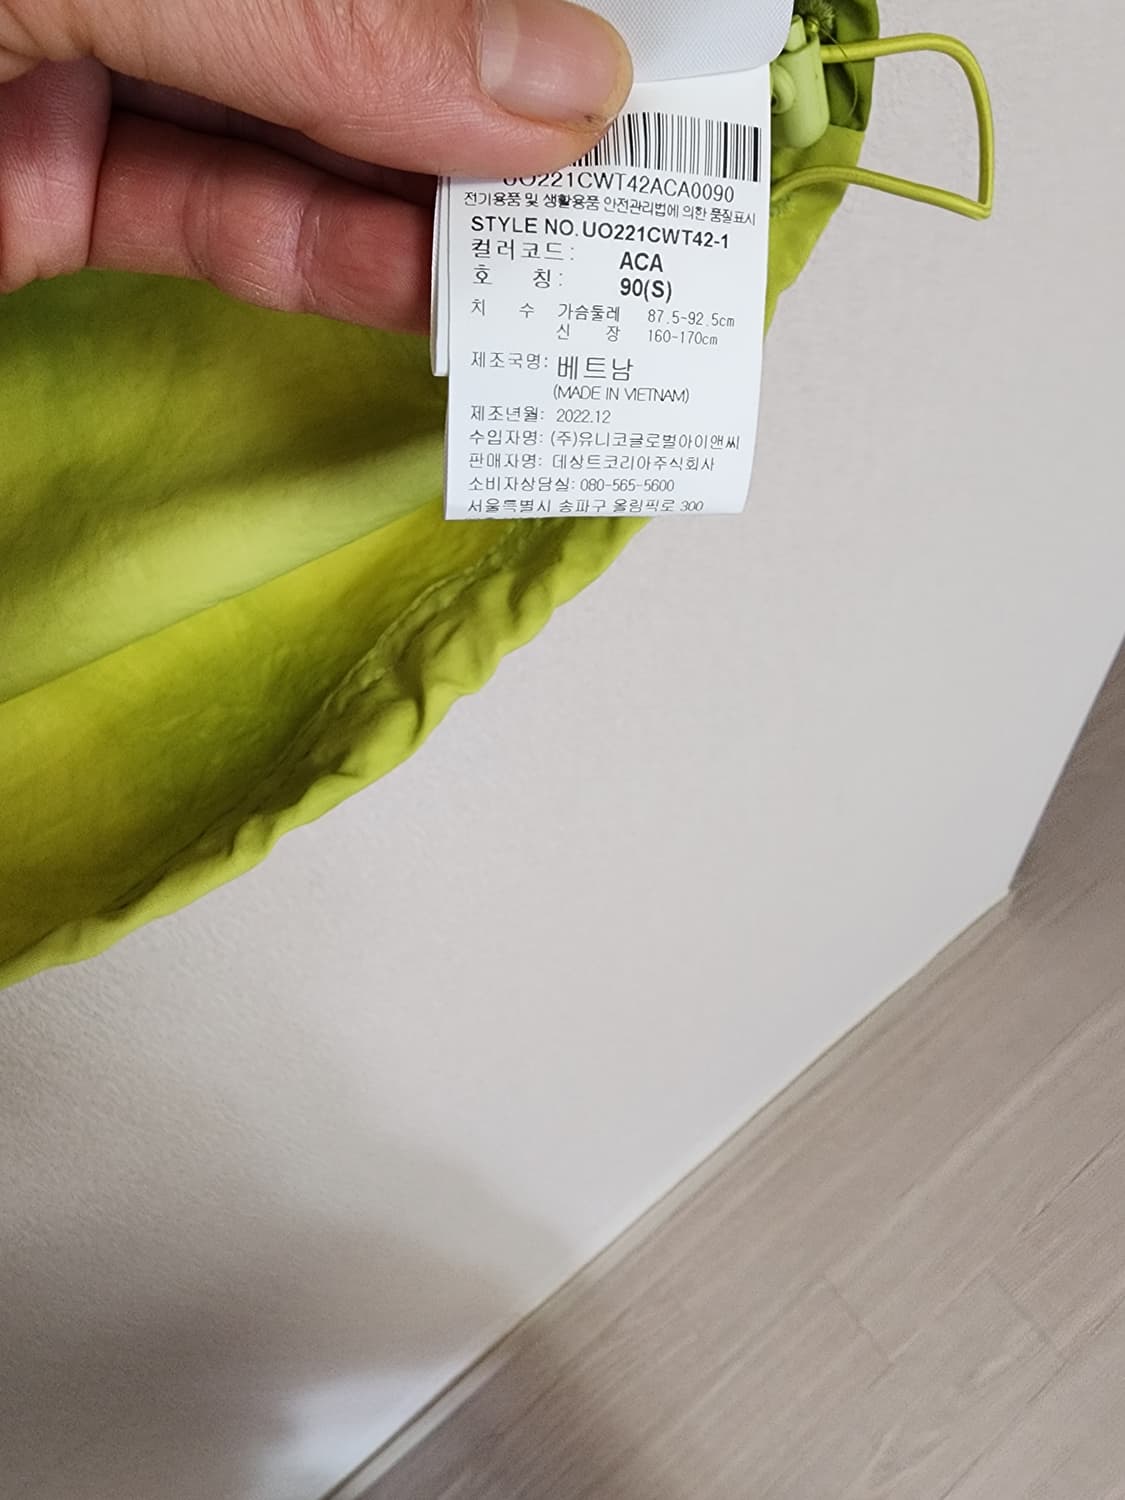 UO221CWT42ACA0090
전기용품 및 생활용품 안전관리법에 의한 품질표시
STYLE NO.UO221CWT42-1
컬러코드: ACA
호 칭: 90(S)
치 수 가슴둘레 87.5~92.5cm
신 장 160~170cm
제조국명: 베트남
(MADE IN VIETNAM)
제조년월: 2022.12
수입자명: (주)유니코글로벌아이앤씨
판매자명: 데상트코리아주식회사
소비자상담실: 080-565-5600
서울특별시 송파구 올림픽로 300